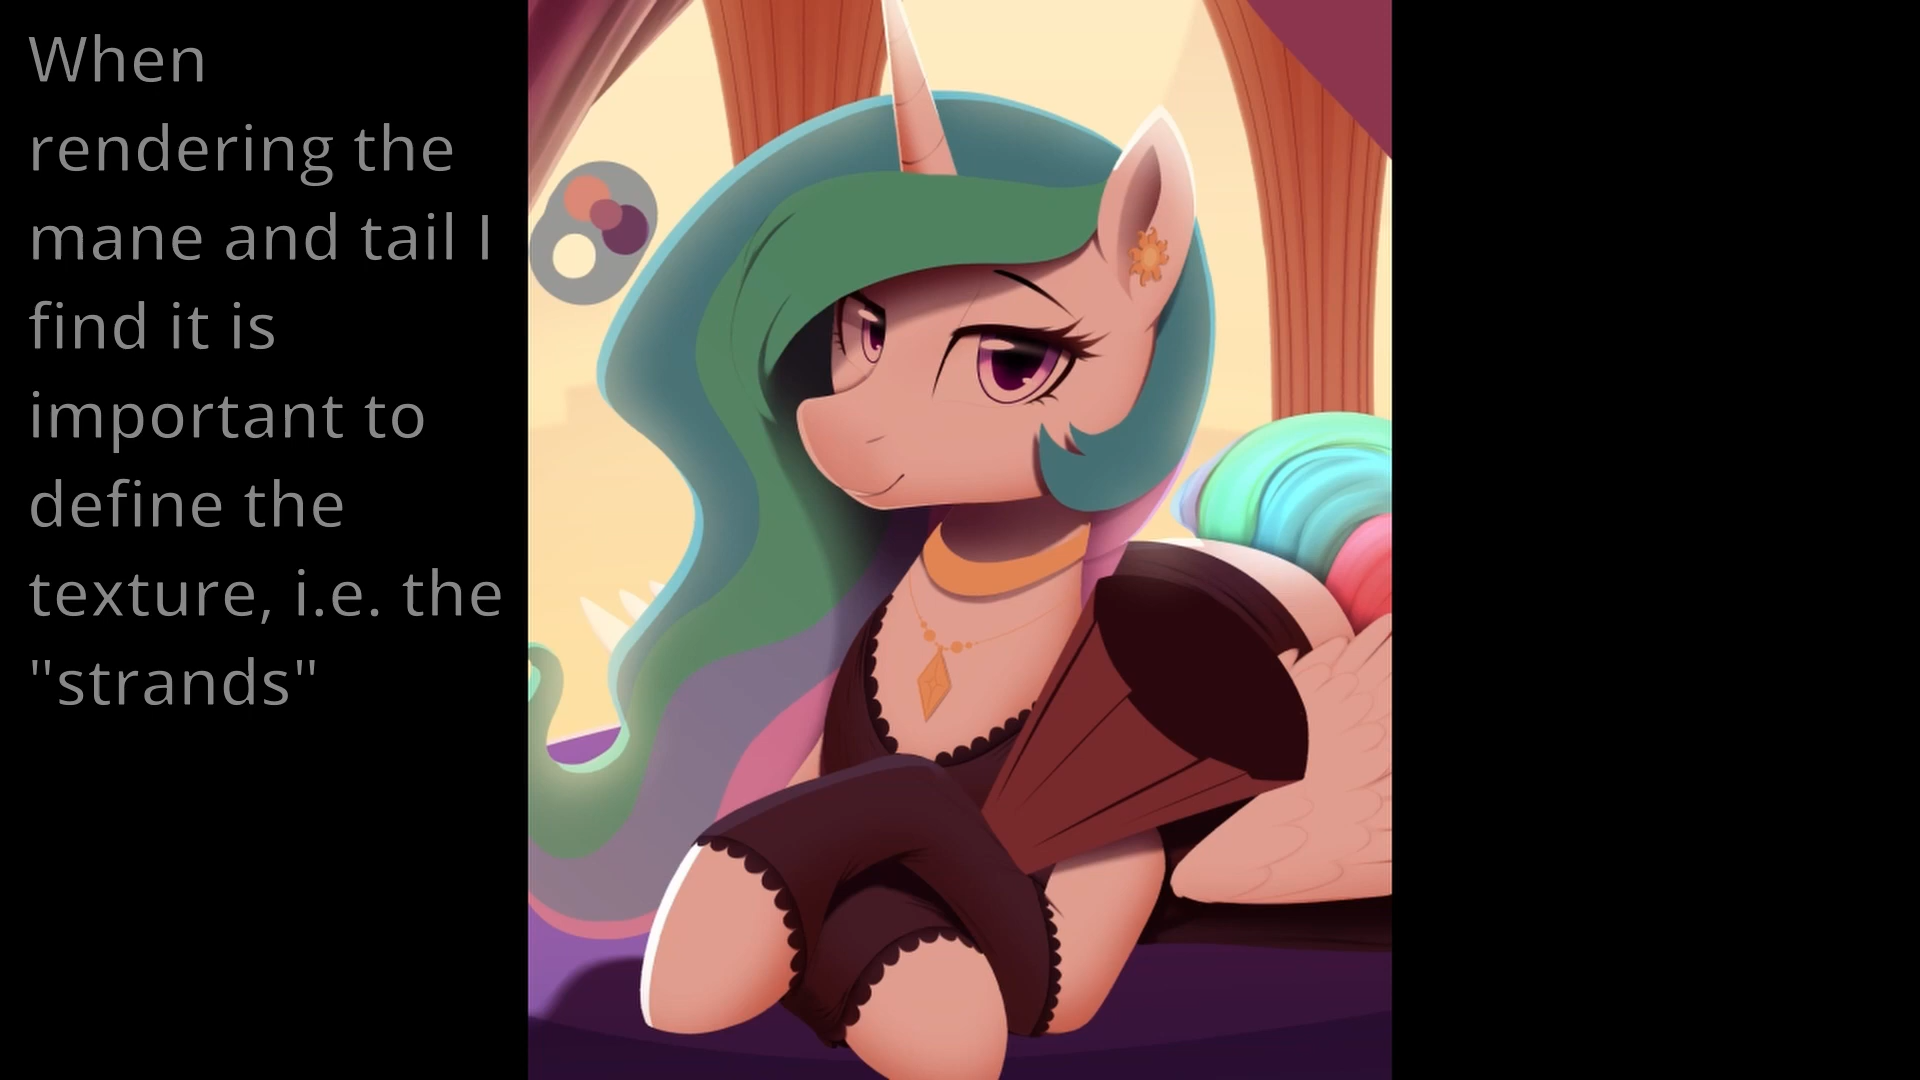 When
rendering the
mane and tail I
find it is
important to
define the
texture, i.e. the
"strands"